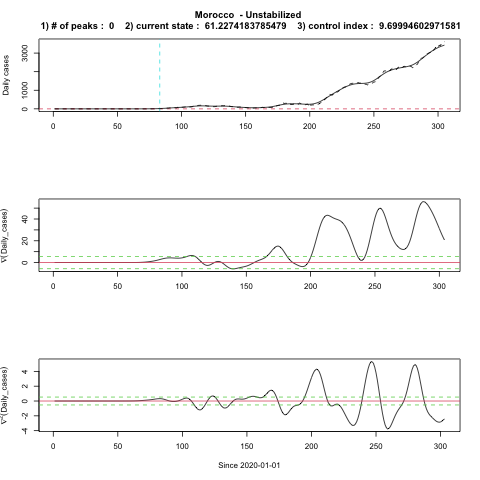 Morocco - Unstabilized
1) # of peaks : 0 2) current state : 61.2274183785479 3) control index : 9.69994602971581
Daily cases
0 1000 3000
0 50 100 150 200 250 300
∇(Daily_cases)
0 20 40
0 50 100 150 200 250 300
∇²(Daily_cases)
-4 -2 0 2 4
0 50 100 150 200 250 300
Since 2020-01-01